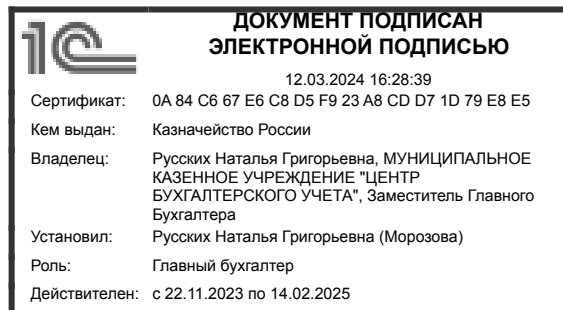 1С
ДОКУМЕНТ ПОДПИСАН
ЭЛЕКТРОННОЙ ПОДПИСЬЮ
12.03.2024 16:28:39
Сертификат: 0A 84 C6 67 E6 C8 D5 F9 23 A8 CD D7 1D 79 E8 E5
Кем выдан: Казначейство России
Владелец: Русских Наталья Григорьевна, МУНИЦИПАЛЬНОЕ
КАЗЕННОЕ УЧРЕЖДЕНИЕ "ЦЕНТР
БУХГАЛТЕРСКОГО УЧЕТА", Заместитель Главного
Бухгалтера
Установил: Русских Наталья Григорьевна (Морозова)
Роль: Главный бухгалтер
Действителен: с 22.11.2023 по 14.02.2025